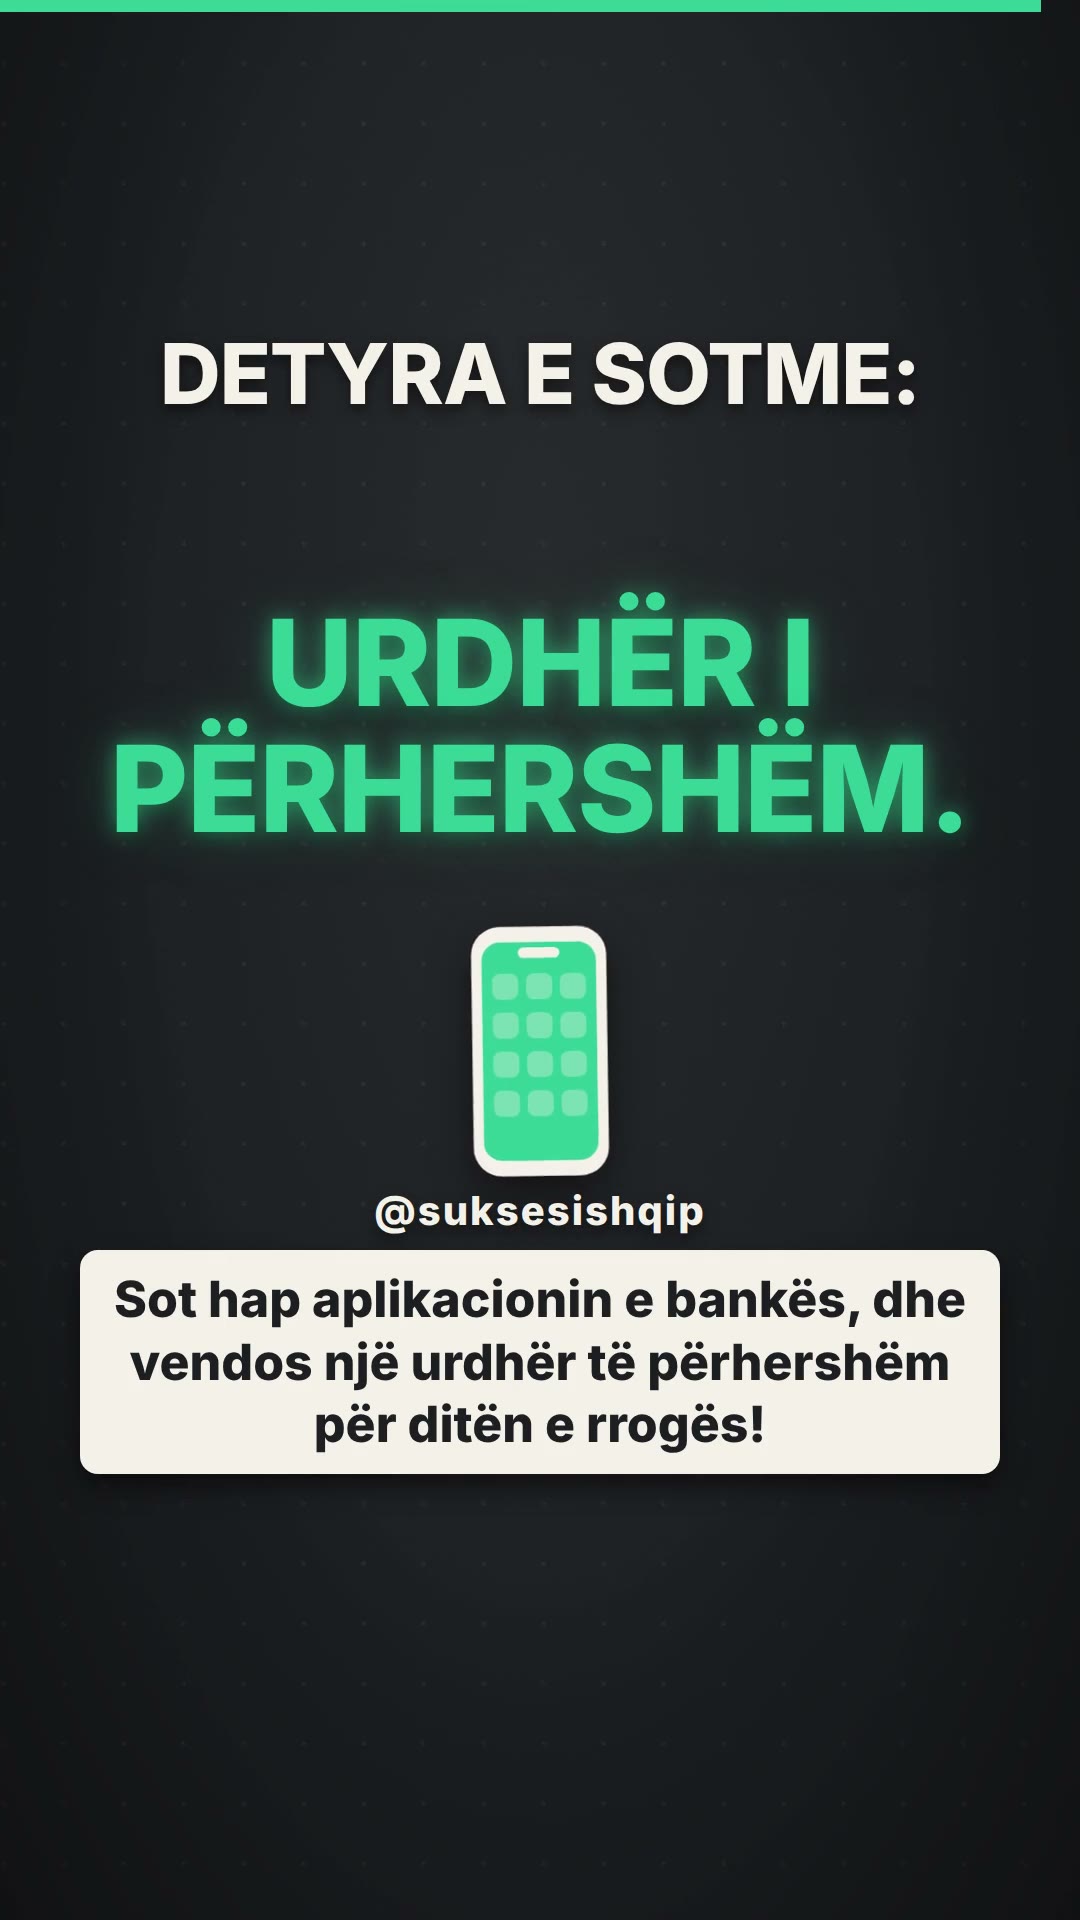 DETYRA E SOTME:
URDHËR I
PËRHERSHËM.
@suksesishqip
Sot hap aplikacionin e bankës, dhe
vendos një urdhër të përhershëm
për ditën e rrogës!